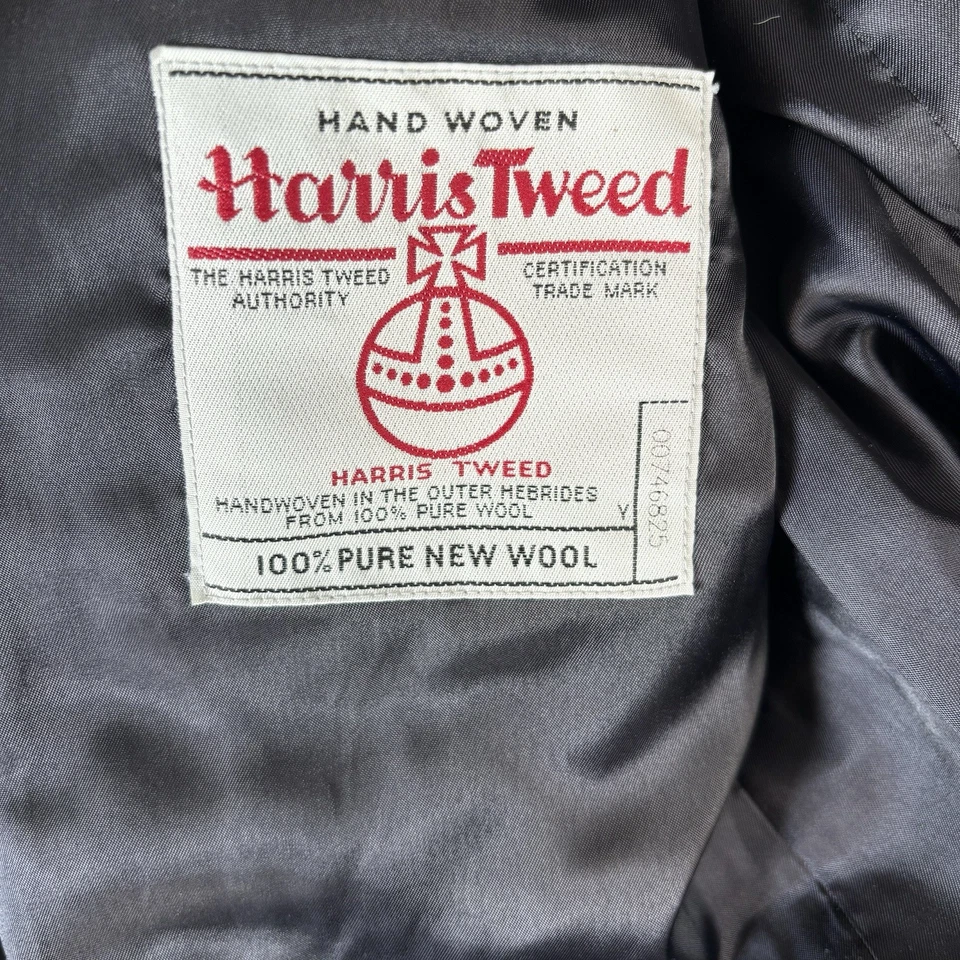 HAND WOVEN
Harris Tweed
THE HARRIS TWEED
AUTHORITY
CERTIFICATION
TRADE MARK
HARRIS TWEED
HANDWOVEN IN THE OUTER HEBRIDES
FROM 100% PURE WOOL
Y
00746825
100% PURE NEW WOOL